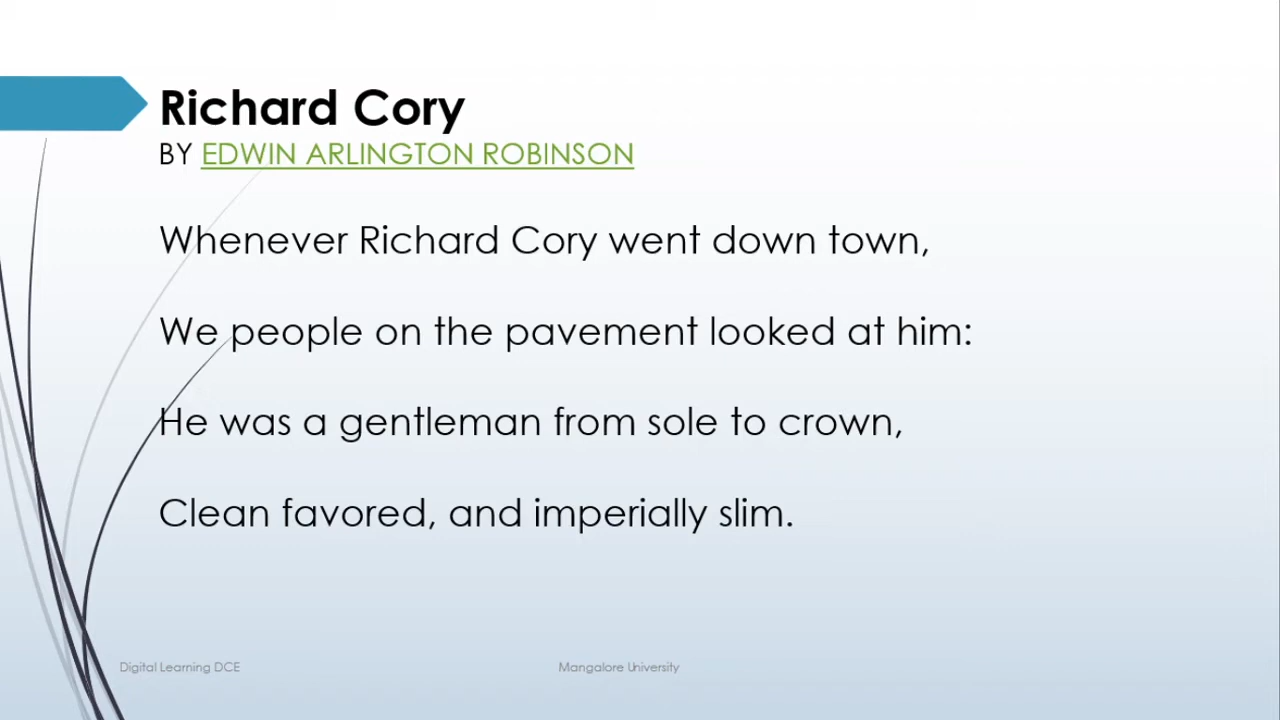 Richard Cory
BY EDWIN ARLINGTON ROBINSON
Whenever Richard Cory went down town,
We people on the pavement looked at him:
He was a gentleman from sole to crown,
Clean favored, and imperially slim.
Digital Learning DCE
Mangalore University